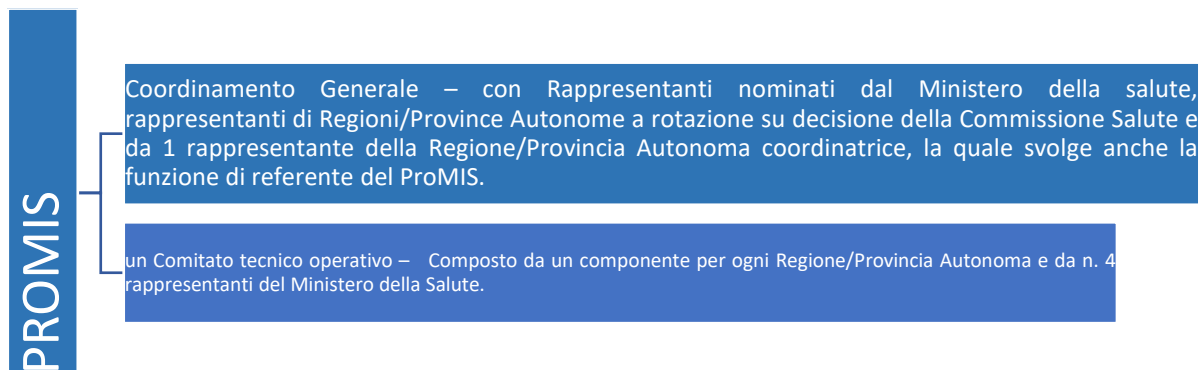 PROMIS
Coordinamento Generale – con Rappresentanti nominati dal Ministero della salute,
rappresentanti di Regioni/Province Autonome a rotazione su decisione della Commissione Salute e
da 1 rappresentante della Regione/Provincia Autonoma coordinatrice, la quale svolge anche la
funzione di referente del ProMIS.
un Comitato tecnico operativo – Composto da un componente per ogni Regione/Provincia Autonoma e da n. 4
rappresentanti del Ministero della Salute.